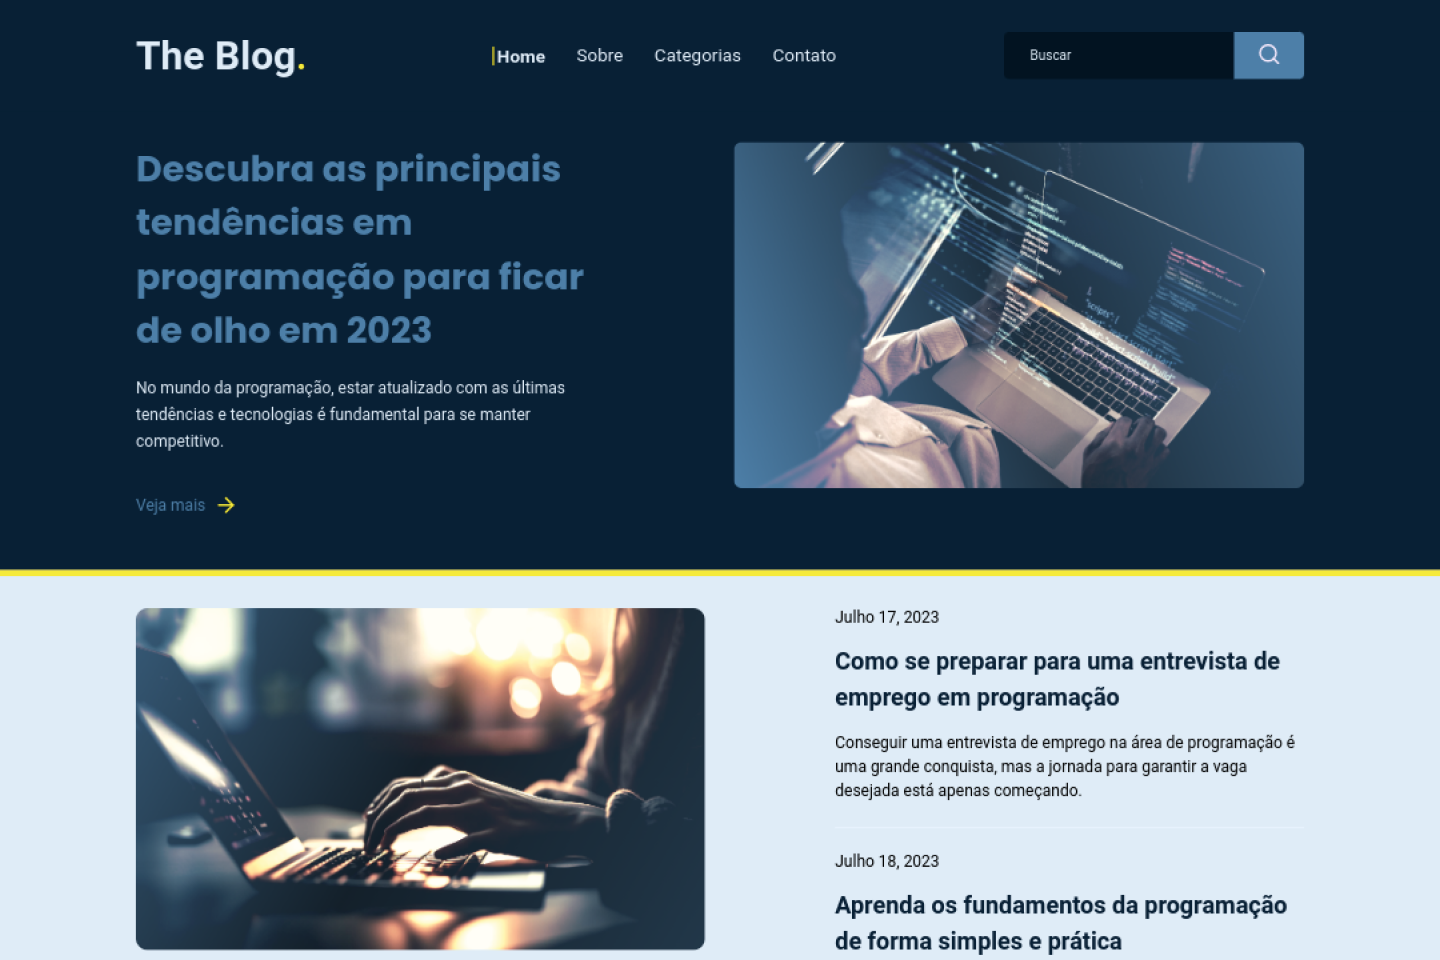 The Blog.
Home
Sobre
Categorias
Contato
Buscar
Descubra as principais
tendências em
programação para ficar
de olho em 2023
No mundo da programação, estar atualizado com as últimas
tendências e tecnologias é fundamental para se manter
competitivo.
Veja mais
Julho 17, 2023
Como se preparar para uma entrevista de
emprego em programação
Conseguir uma entrevista de emprego na área de programação é
uma grande conquista, mas a jornada para garantir a vaga
desejada está apenas começando.
Julho 18, 2023
Aprenda os fundamentos da programação
de forma simples e prática